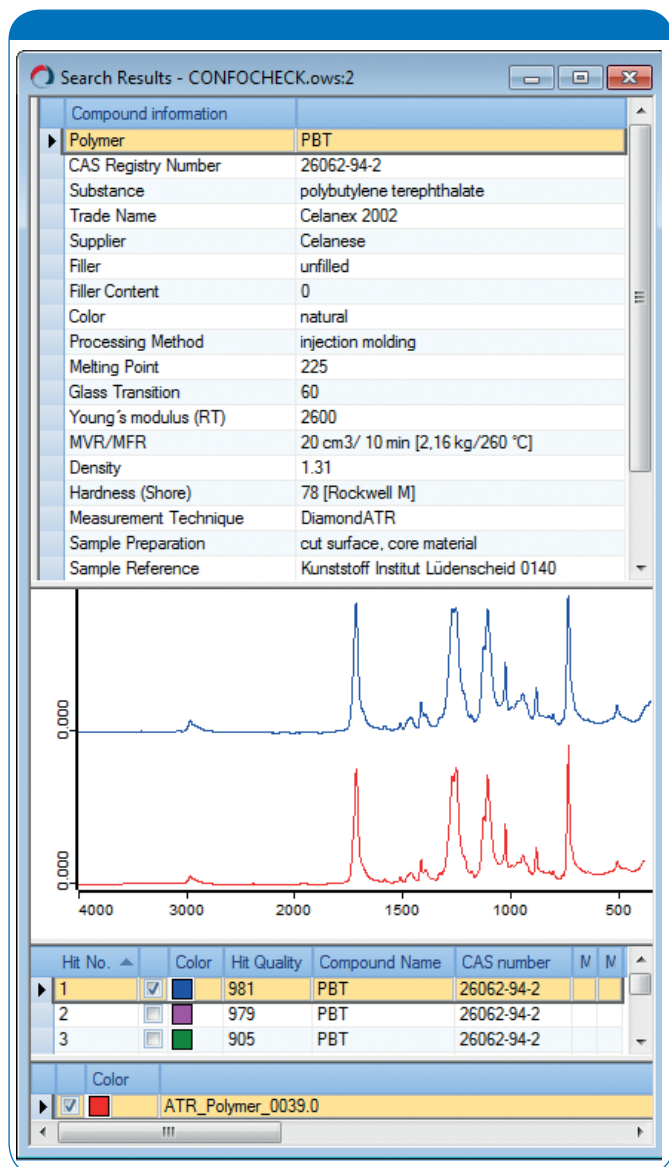 Search Results - CONFOCHECK.ows:2
Compound information
Polymer PBT
CAS Registry Number 26062-94-2
Substance polybutylene terephthalate
Trade Name Celanex 2002
Supplier Celanese
Filler unfilled
Filler Content 0
Color natural
Processing Method injection molding
Melting Point 225
Glass Transition 60
Young´s modulus (RT) 2600
MVR/MFR 20 cm3/ 10 min [2,16 kg/260 °C]
Density 1.31
Hardness (Shore) 78 [Rockwell M]
Measurement Technique DiamondATR
Sample Preparation cut surface, core material
Sample Reference Kunststoff Institut Lüdenscheid 0140
0.000
0.000
4000 3000 2000 1500 1000 500
Hit No. Color Hit Quality Compound Name CAS number M M
1 981 PBT 26062-94-2
2 979 PBT 26062-94-2
3 905 PBT 26062-94-2
Color
ATR_Polymer_0039.0